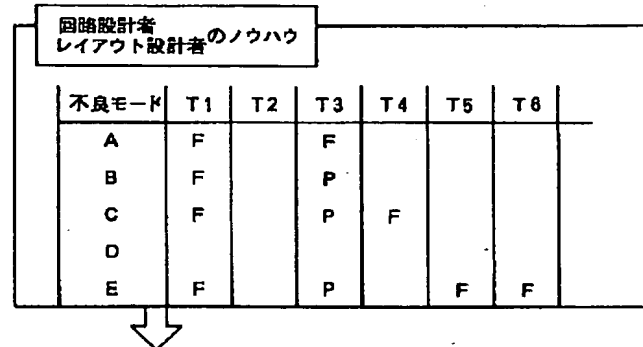 回路設計者
レイアウト設計者のノウハウ
不良モード T1 T2 T3 T4 T5 T6
A F F
B F P
C F P F
D
E F P F F